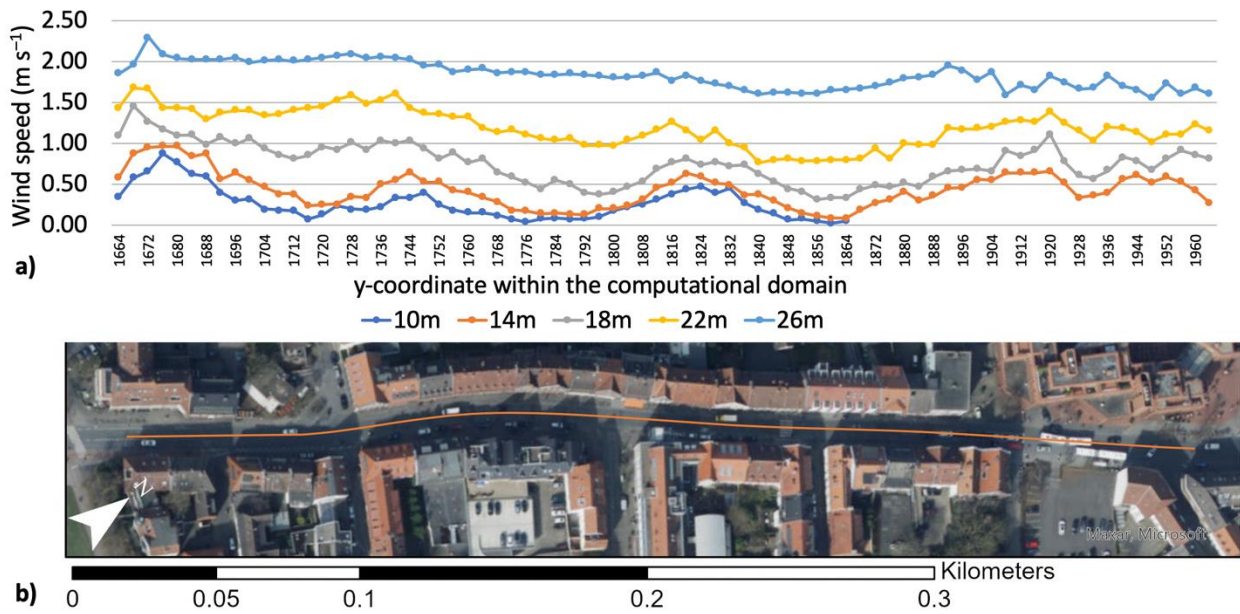 2.50
2.00
1.50
1.00
0.50
0.00
Wind speed (m s⁻¹)
1664 1672 1680 1688 1696 1704 1712 1720 1728 1736 1744 1752 1760 1768 1776 1784 1792 1800 1808 1816 1824 1832 1840 1848 1856 1864 1872 1880 1888 1896 1904 1912 1920 1928 1936 1944 1952 1960
a)
y-coordinate within the computational domain
10m 14m 18m 22m 26m
N
Maxar, Microsoft
b)
Kilometers
0 0.05 0.1 0.2 0.3